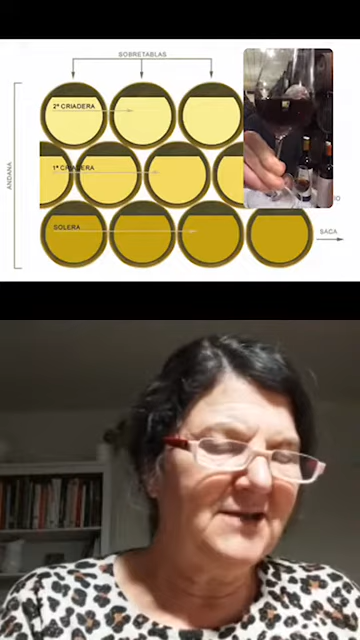 SOBRETABLAS
2ª CRIADERA
ANDANA
1ª CRIADERA
SOLERA
SACA